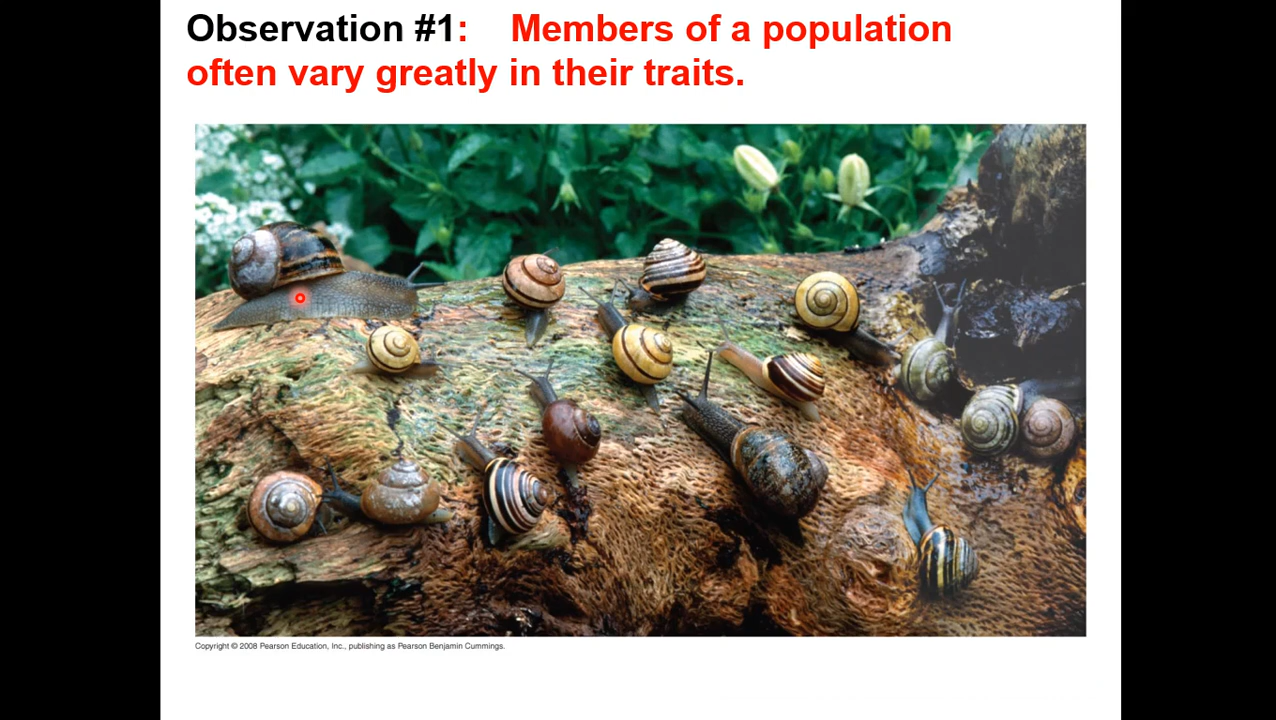 Observation #1: Members of a population
often vary greatly in their traits.
Copyright © 2008 Pearson Education, Inc., publishing as Pearson Benjamin Cummings.